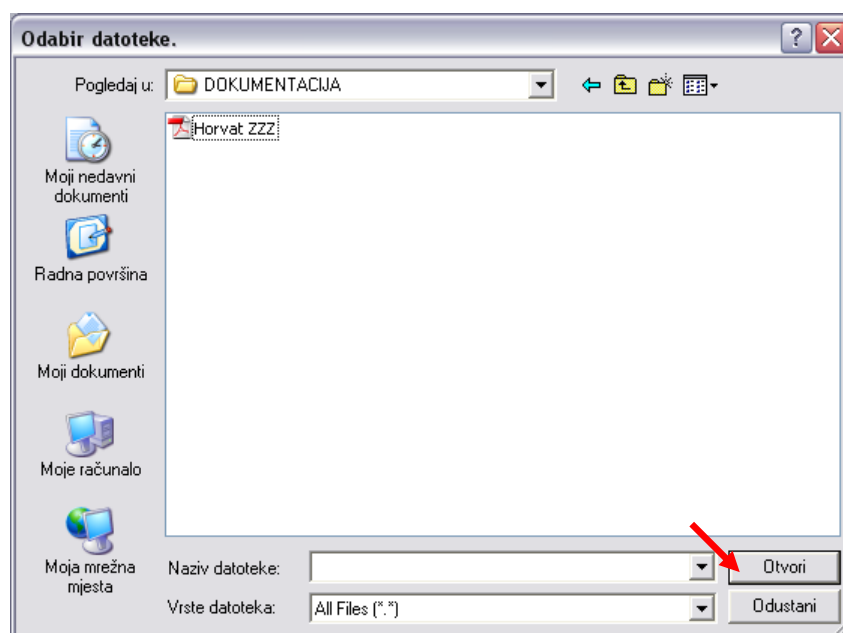 Odabir datoteke.
Pogledaj u:
DOKUMENTACIJA
Horvat ZZZ
Moji nedavni
dokumenti
Radna površina
Moji dokumenti
Moje računalo
Moja mrežna
mjesta
Naziv datoteke:
Otvori
Vrste datoteka:
All Files (*.*)
Odustani